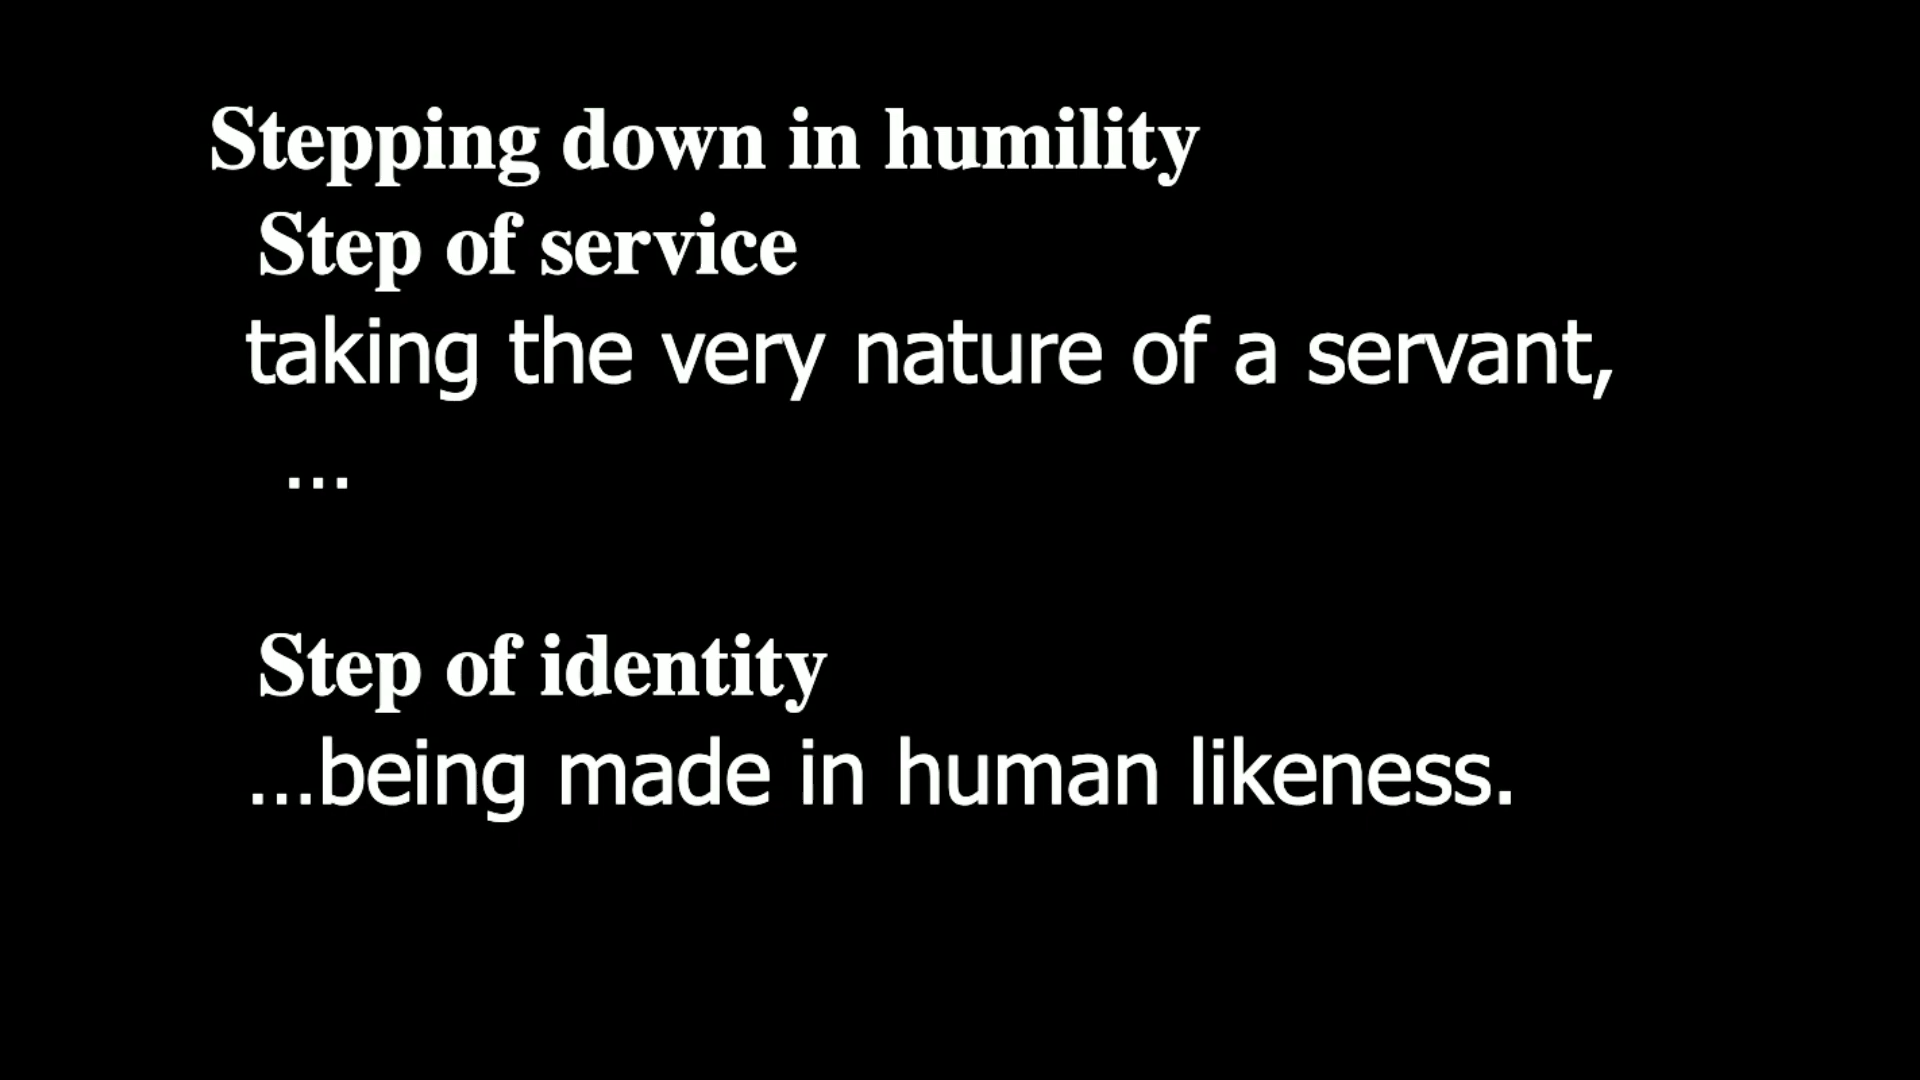 Stepping down in humility
Step of service
taking the very nature of a servant,
...
Step of identity
...being made in human likeness.